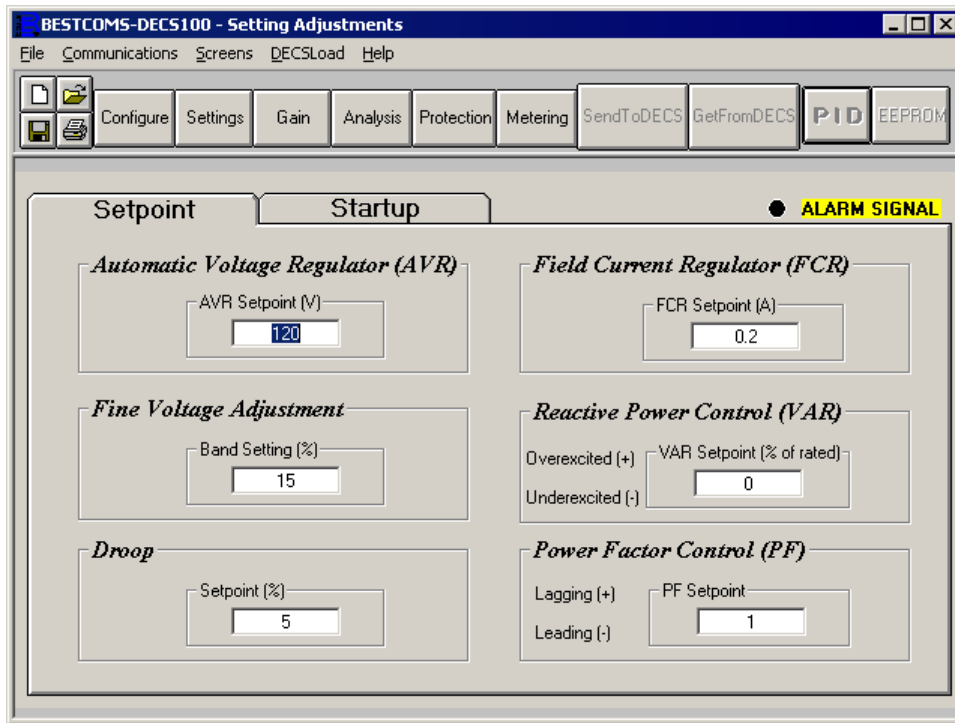 BESTCOMS-DECS100 - Setting Adjustments
File Communications Screens DECSLoad Help
Configure Settings Gain Analysis Protection Metering SendToDECS GetFromDECS PID EEPROM
Setpoint Startup ALARM SIGNAL
Automatic Voltage Regulator (AVR)
AVR Setpoint (V)
120
Field Current Regulator (FCR)
FCR Setpoint (A)
0.2
Fine Voltage Adjustment
Band Setting (%)
15
Reactive Power Control (VAR)
Overexcited (+)
Underexcited (-)
VAR Setpoint (% of rated)
0
Droop
Setpoint (%)
5
Power Factor Control (PF)
Lagging (+)
Leading (-)
PF Setpoint
1